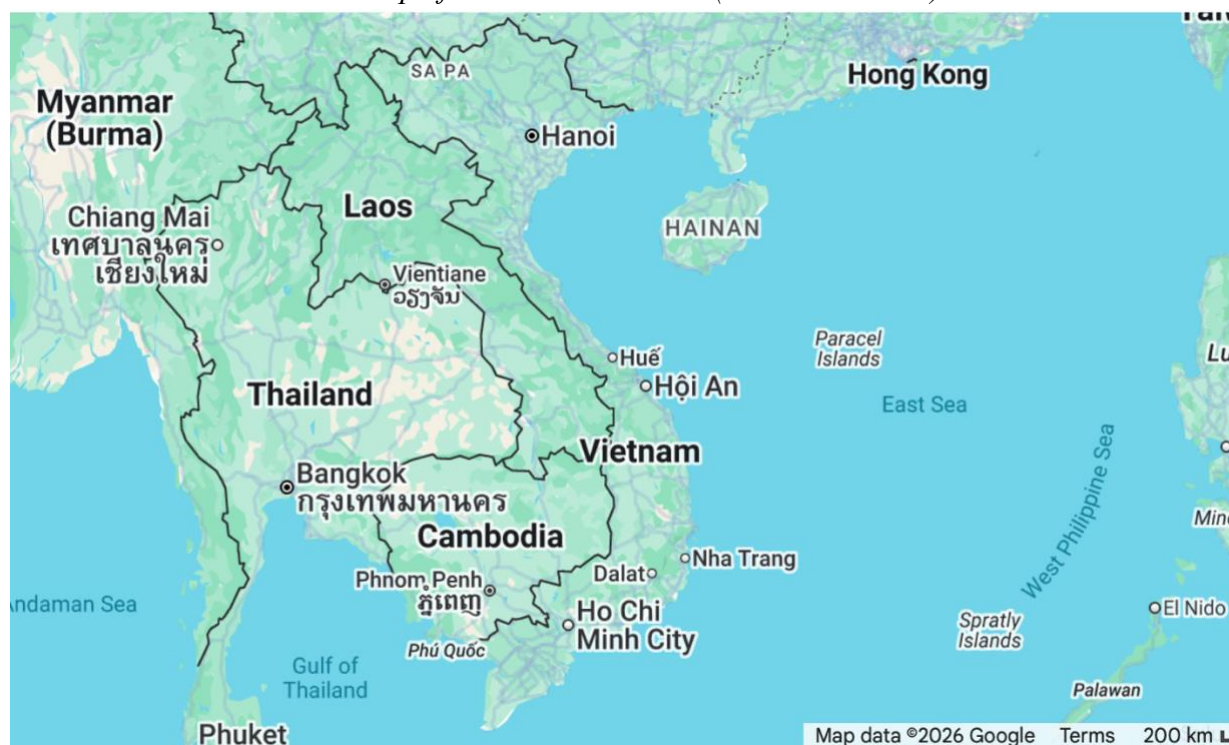 Hong Kong
SA PA
Myanmar
(Burma)
Hanoi
Laos
HAINAN
Chiang Mai
เทศบาลนคร
เชียงใหม่
Vientiane
ວຽງຈັນ
Paracel
Islands
Huế
Hội An
Thailand
East Sea
Vietnam
West Philippine Sea
Bangkok
กรุงเทพมหานคร
Cambodia
Nha Trang
Dalat
Phnom Penh
ភ្នំពេញ
Andaman Sea
Ho Chi
Minh City
El Nido
Spratly
Islands
Phú Quốc
Gulf of
Thailand
Palawan
Phuket
Map data ©2026 Google Terms 200 km